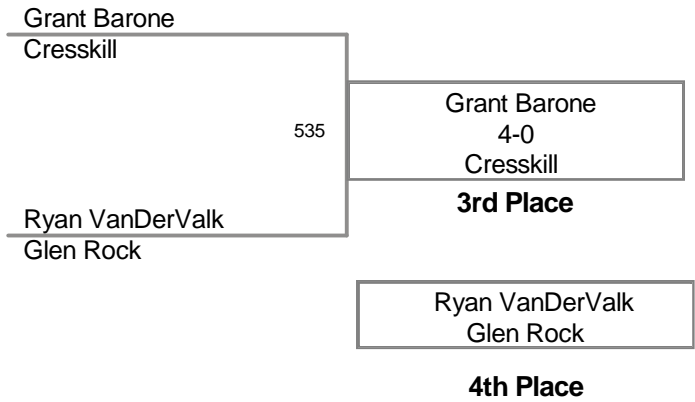 Grant Barone
Cresskill
535
Grant Barone
4-0
Cresskill
3rd Place
Ryan VanDerValk
Glen Rock
Ryan VanDerValk
Glen Rock
4th Place